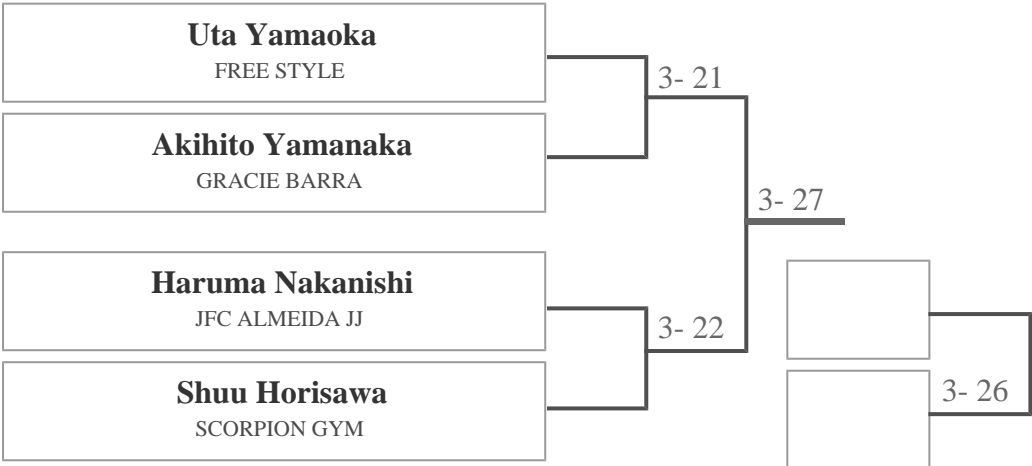 Uta Yamaoka
FREE STYLE
3- 21
Akihito Yamanaka
GRACIE BARRA
3- 27
Haruma Nakanishi
JFC ALMEIDA JJ
3- 22
Shuu Horisawa
SCORPION GYM
3- 26